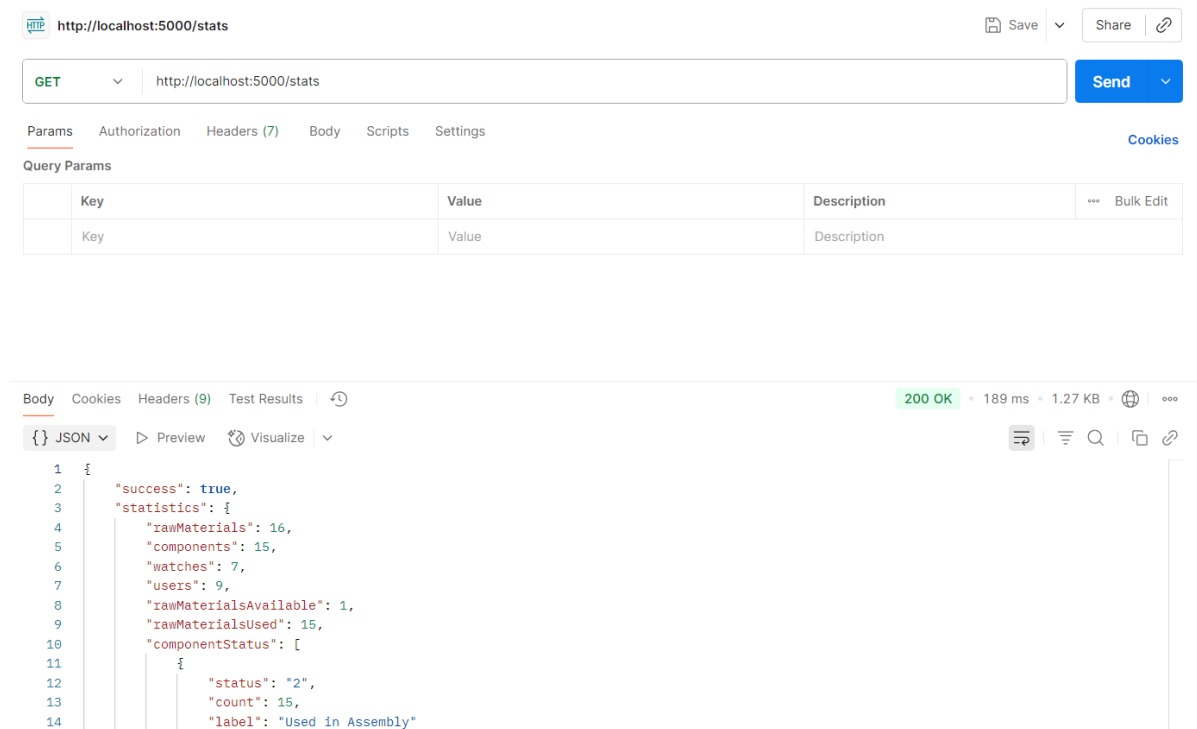 HTTP http://localhost:5000/stats Save Share
GET http://localhost:5000/stats Send
Params Authorization Headers (7) Body Scripts Settings Cookies
Query Params
Key Value Description Bulk Edit
Key Value Description
Body Cookies Headers (9) Test Results 200 OK 189 ms 1.27 KB
{} JSON Preview Visualize
1 {
2 "success": true,
3 "statistics": {
4 "rawMaterials": 16,
5 "components": 15,
6 "watches": 7,
7 "users": 9,
8 "rawMaterialsAvailable": 1,
9 "rawMaterialsUsed": 15,
10 "componentStatus": [
11 {
12 "status": "2",
13 "count": 15,
14 "label": "Used in Assembly"